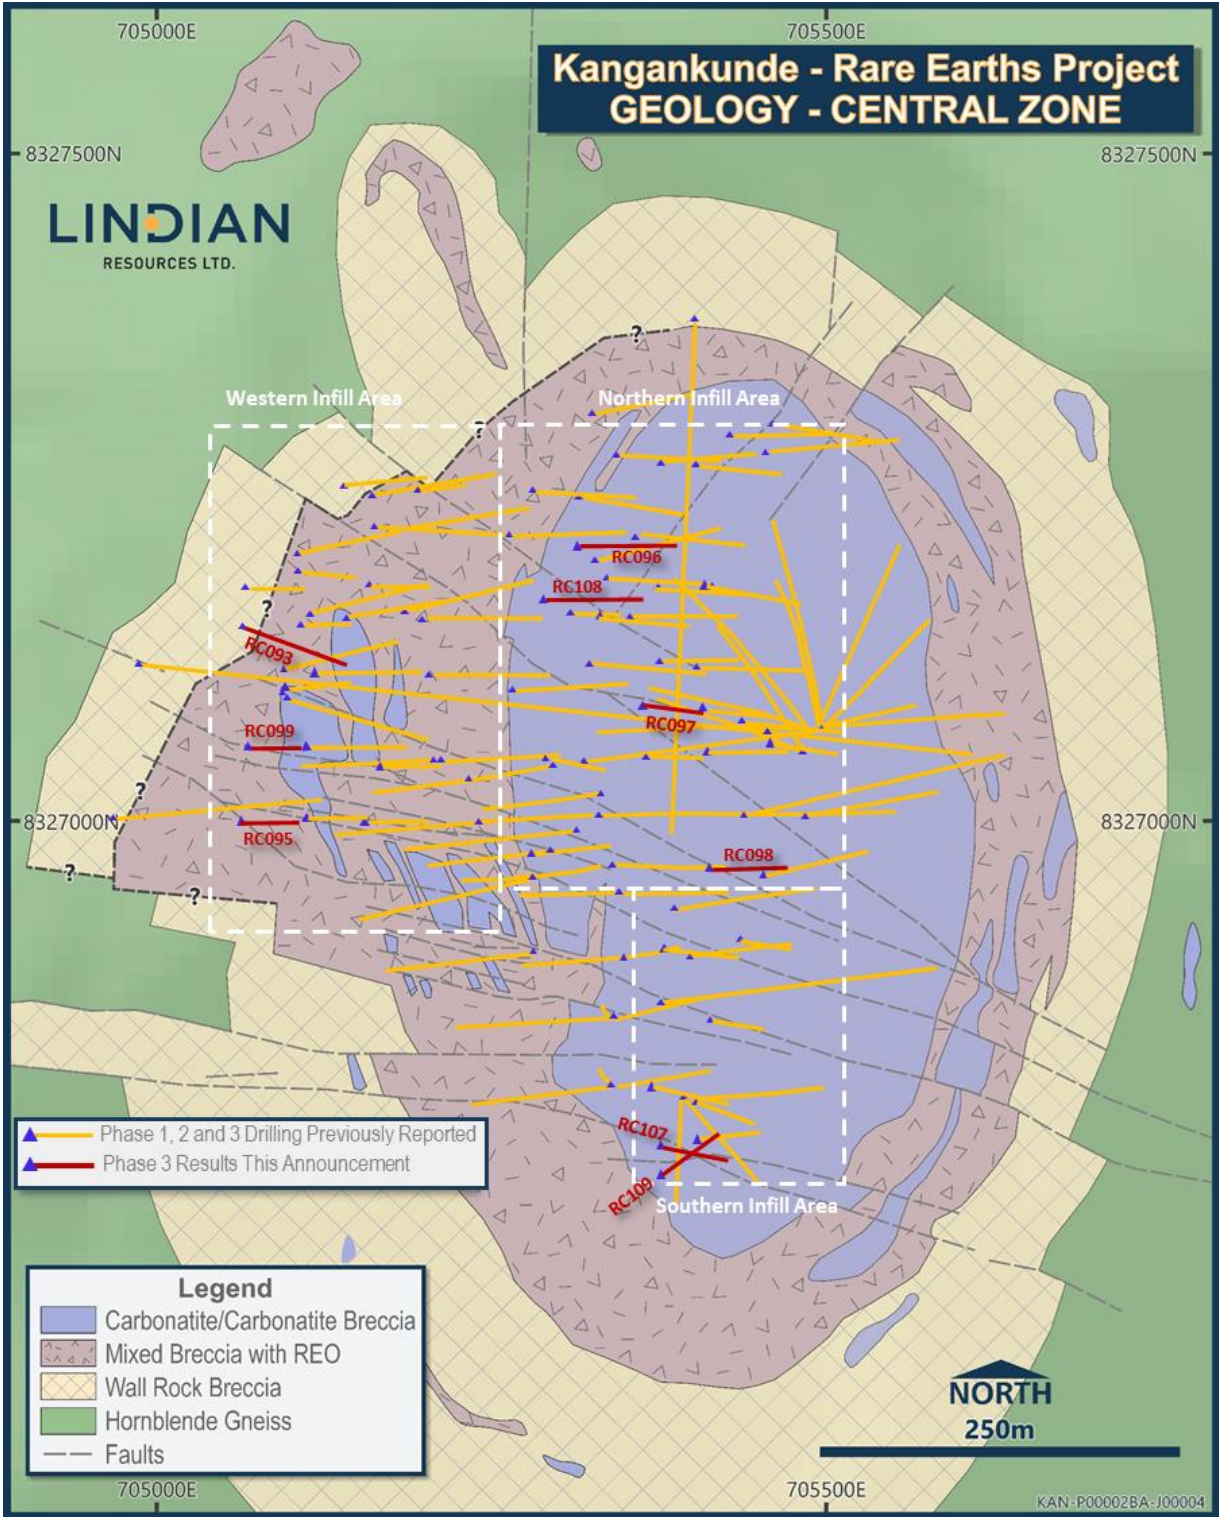 705000E
705500E
Kangankunde - Rare Earths Project
GEOLOGY - CENTRAL ZONE
8327500N
8327500N
LINDIAN
RESOURCES LTD.
?
Western Infill Area
Northern Infill Area
?
RC096
RC108
?
RC093
RC097
RC099
?
8327000N
8327000N
RC095
RC098
?
?
RC107
Phase 1, 2 and 3 Drilling Previously Reported
Phase 3 Results This Announcement
RC109
Southern Infill Area
Legend
Carbonatite/Carbonatite Breccia
Mixed Breccia with REO
Wall Rock Breccia
Hornblende Gneiss
Faults
NORTH
250m
705000E
705500E
KAN-P00002BA-J00004